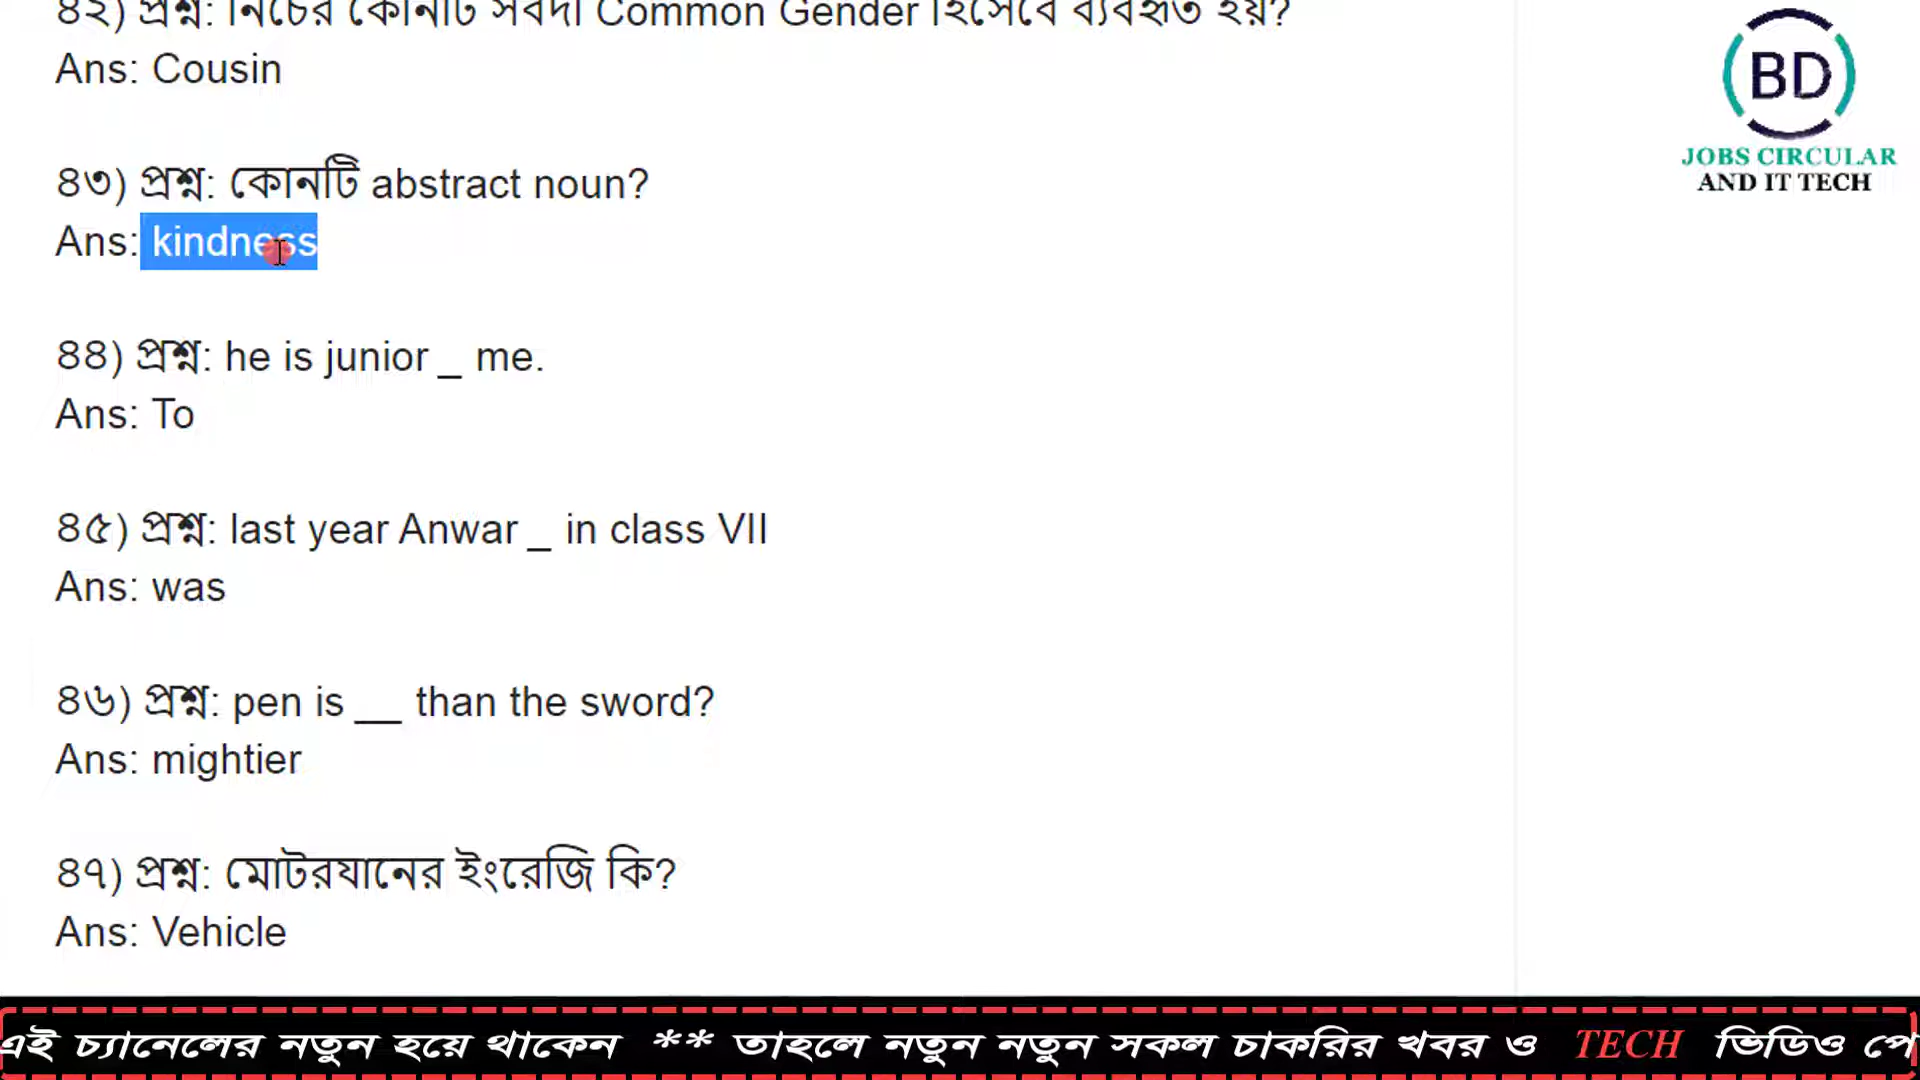 ৪২) প্রশ্ন: নিচের কোনটি সর্বদা Common Gender হিসেবে ব্যবহৃত হয়?
Ans: Cousin
৪৩) প্রশ্ন: কোনটি abstract noun?
Ans: kindness
৪৪) প্রশ্ন: he is junior _ me.
Ans: To
৪৫) প্রশ্ন: last year Anwar _ in class VII
Ans: was
৪৬) প্রশ্ন: pen is __ than the sword?
Ans: mightier
৪৭) প্রশ্ন: মোটরযানের ইংরেজি কি?
Ans: Vehicle
BD
JOBS CIRCULAR
AND IT TECH
এই চ্যানেলের নতুন হয়ে থাকেন ** তাহলে নতুন নতুন সকল চাকরির খবর ও TECH ভিডিও পে